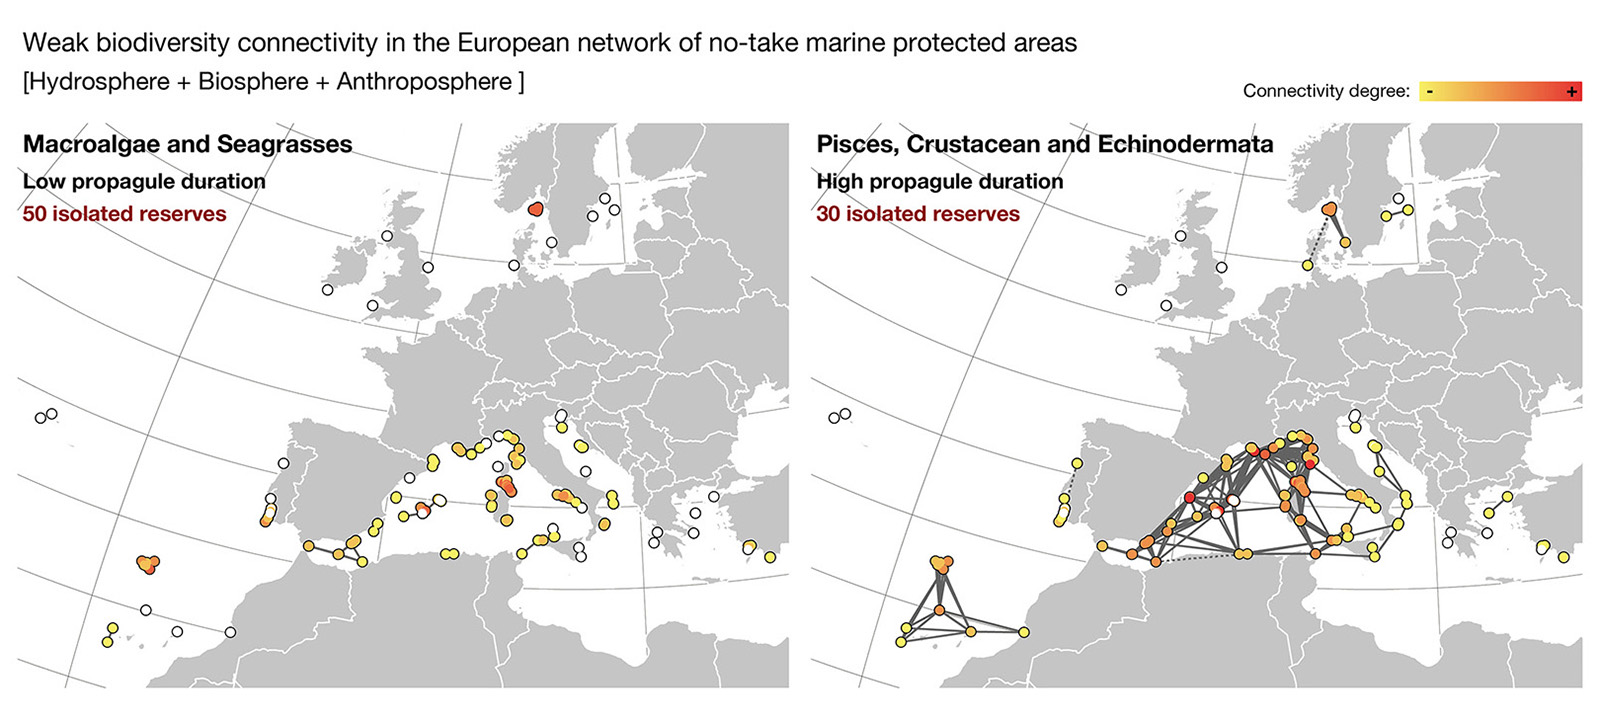 Weak biodiversity connectivity in the European network of no-take marine protected areas
[Hydrosphere + Biosphere + Anthroposphere ]
Connectivity degree: - +
Macroalgae and Seagrasses
Low propagule duration
50 isolated reserves
Pisces, Crustacean and Echinodermata
High propagule duration
30 isolated reserves